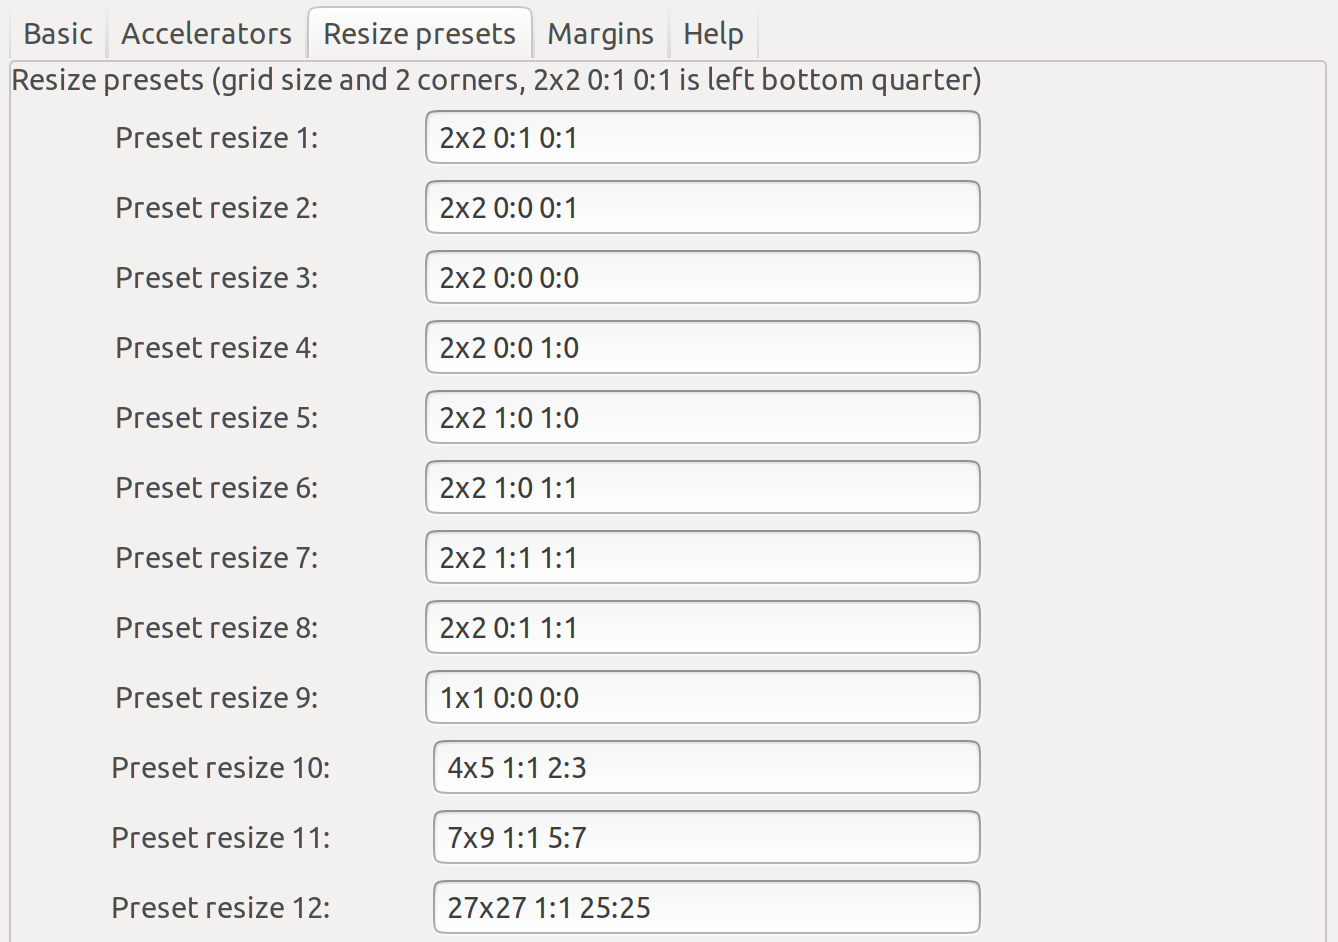 Basic Accelerators Resize presets Margins Help
Resize presets (grid size and 2 corners, 2x2 0:1 0:1 is left bottom quarter)
Preset resize 1: 2x2 0:1 0:1
Preset resize 2: 2x2 0:0 0:1
Preset resize 3: 2x2 0:0 0:0
Preset resize 4: 2x2 0:0 1:0
Preset resize 5: 2x2 1:0 1:0
Preset resize 6: 2x2 1:0 1:1
Preset resize 7: 2x2 1:1 1:1
Preset resize 8: 2x2 0:1 1:1
Preset resize 9: 1x1 0:0 0:0
Preset resize 10: 4x5 1:1 2:3
Preset resize 11: 7x9 1:1 5:7
Preset resize 12: 27x27 1:1 25:25